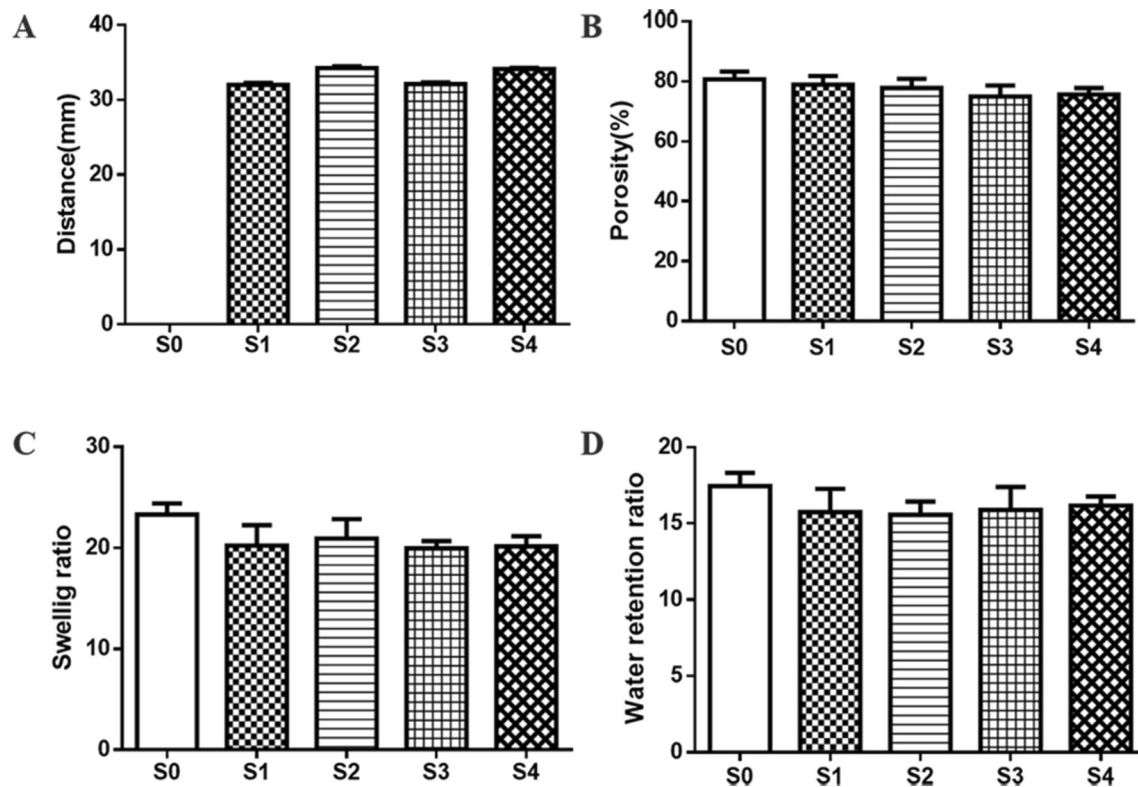 A
Distance(mm)
40
30
20
10
0
S0 S1 S2 S3 S4
B
Porosity(%)
100
80
60
40
20
0
S0 S1 S2 S3 S4
C
Swellig ratio
30
20
10
0
S0 S1 S2 S3 S4
D
Water retention ratio
20
15
10
5
0
S0 S1 S2 S3 S4